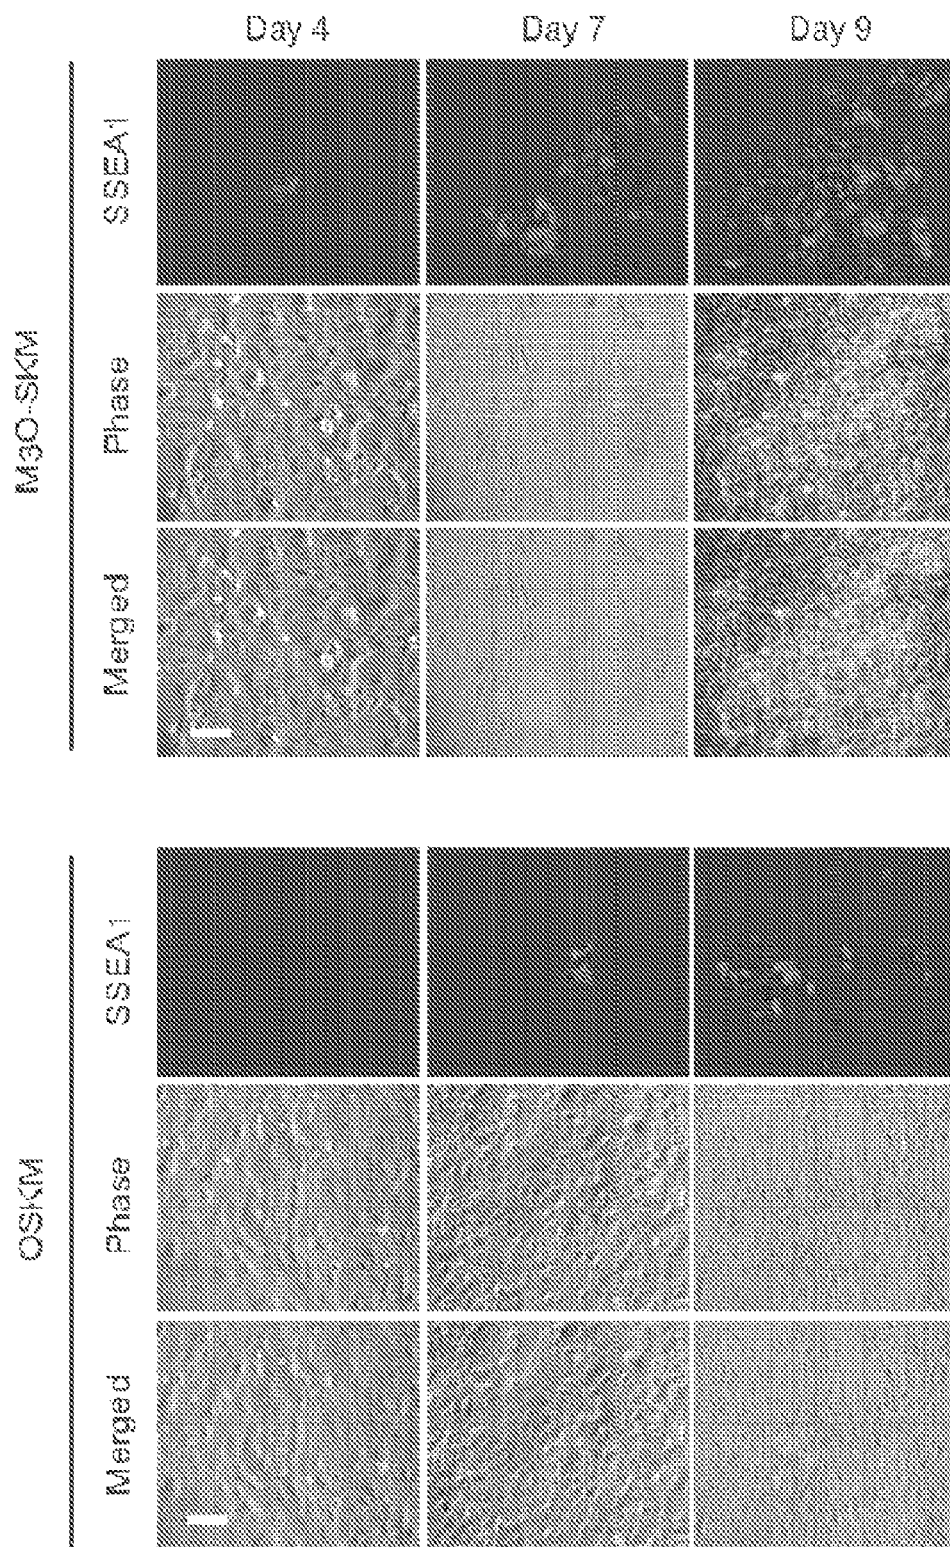 Day 4 Day 7 Day 9
M3O-SKM
SSEA1
Phase
Merged
OSKM
SSEA1
Phase
Merged